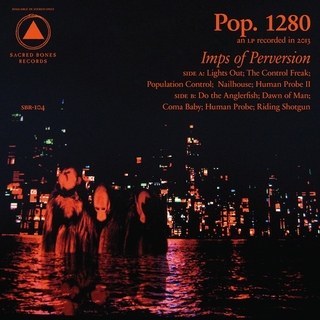 SACRED BONES
RECORDS
SBR-104
Pop. 1280
an LP recorded in 2013
Imps of Perversion
SIDE A: Lights Out; The Control Freak;
Population Control; Nailhouse; Human Probe II
SIDE B: Do the Anglerfish; Dawn of Man;
Coma Baby; Human Probe; Riding Shotgun